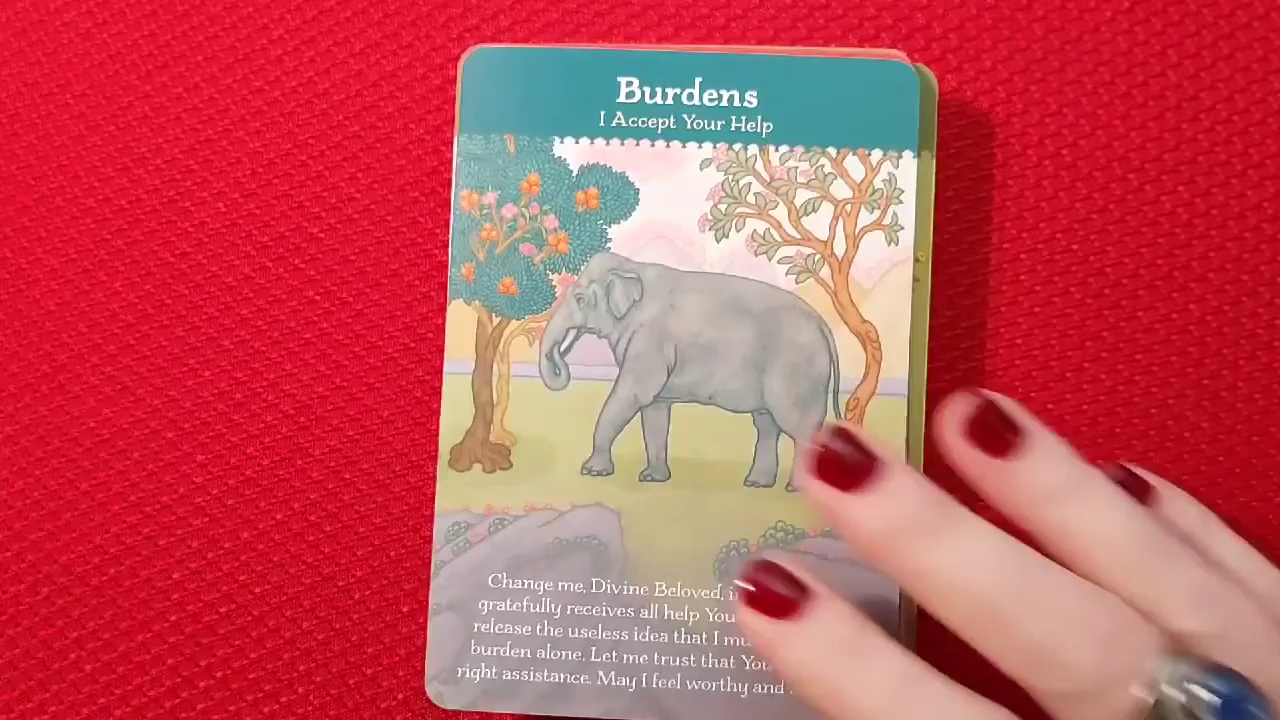 Burdens
I Accept Your Help
Change me, Divine Beloved,
gratefully receives all help You
release the useless idea that I
burden alone. Let me trust that
right assistance. May I feel worthy and